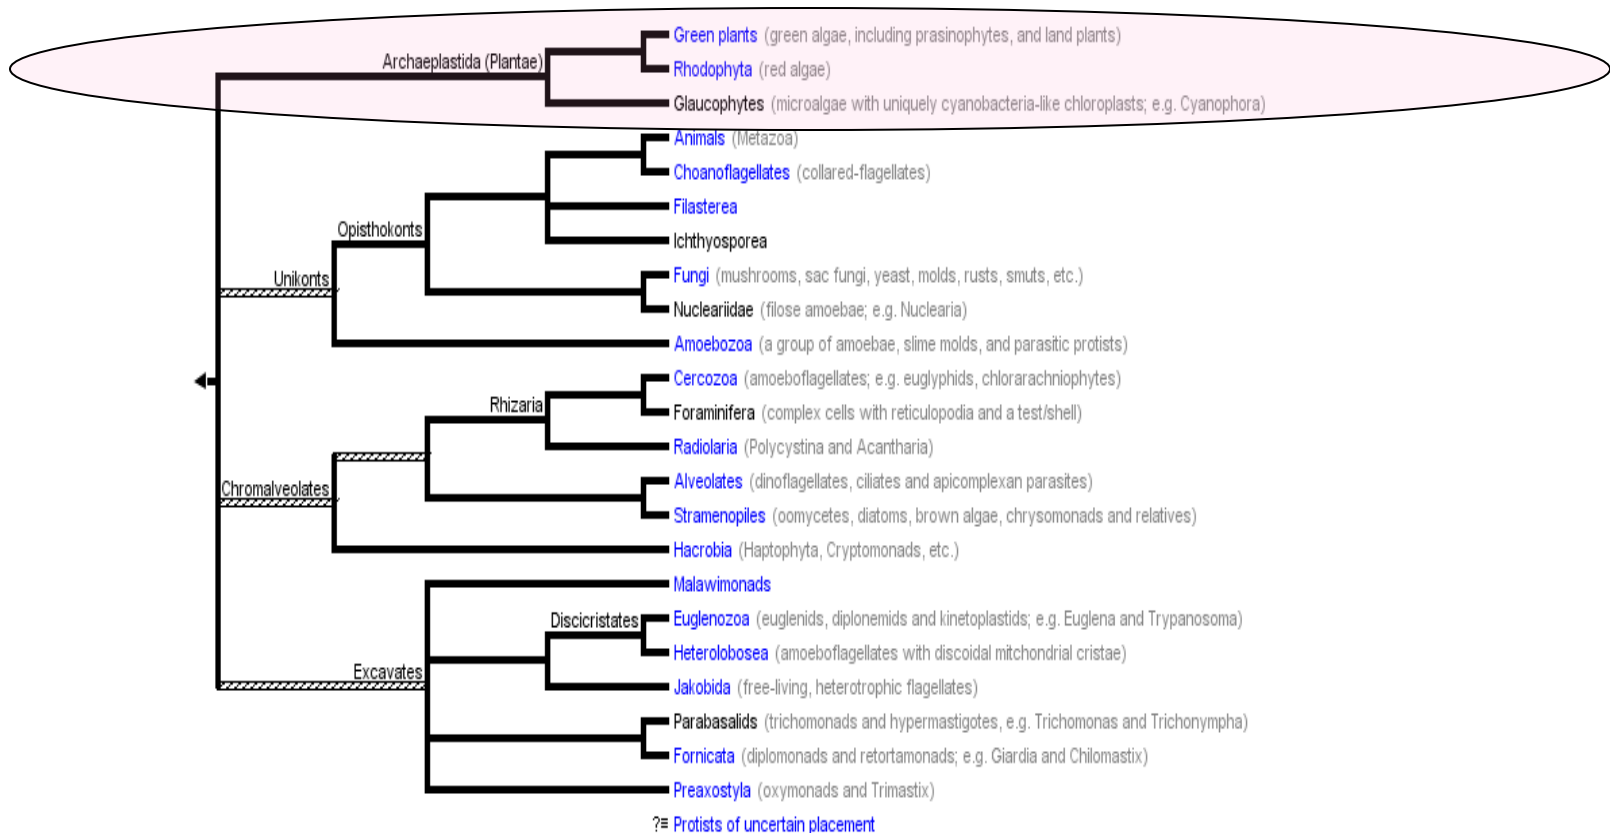 Green plants (green algae, including prasinophytes, and land plants)
Archaeplastida (Plantae)
Rhodophyta (red algae)
Glaucophytes (microalgae with uniquely cyanobacteria-like chloroplasts; e.g. Cyanophora)
Animals (Metazoa)
Choanoflagellates (collared-flagellates)
Filasterea
Opisthokonts
Ichthyosporea
Unikonts
Fungi (mushrooms, sac fungi, yeast, molds, rusts, smuts, etc.)
Nucleariidae (filose amoebae; e.g. Nuclearia)
Amoebozoa (a group of amoebae, slime molds, and parasitic protists)
Cercozoa (amoeboflagellates; e.g. euglyphids, chlorarachniophytes)
Rhizaria
Foraminifera (complex cells with reticulopodia and a test/shell)
Radiolaria (Polycystina and Acantharia)
Alveolates (dinoflagellates, ciliates and apicomplexan parasites)
Chromalveolates
Stramenopiles (oomycetes, diatoms, brown algae, chrysomonads and relatives)
Hacrobia (Haptophyta, Cryptomonads, etc.)
Malawimonads
Discicristates
Euglenozoa (euglenids, diplonemids and kinetoplastids; e.g. Euglena and Trypanosoma)
Heterolobosea (amoeboflagellates with discoidal mitchondrial cristae)
Excavates
Jakobida (free-living, heterotrophic flagellates)
Parabasalids (trichomonads and hypermastigotes, e.g. Trichomonas and Trichonympha)
Fornicata (diplomonads and retortamonads; e.g. Giardia and Chilomastix)
Preaxostyla (oxymonads and Trimastix)
?≡ Protists of uncertain placement